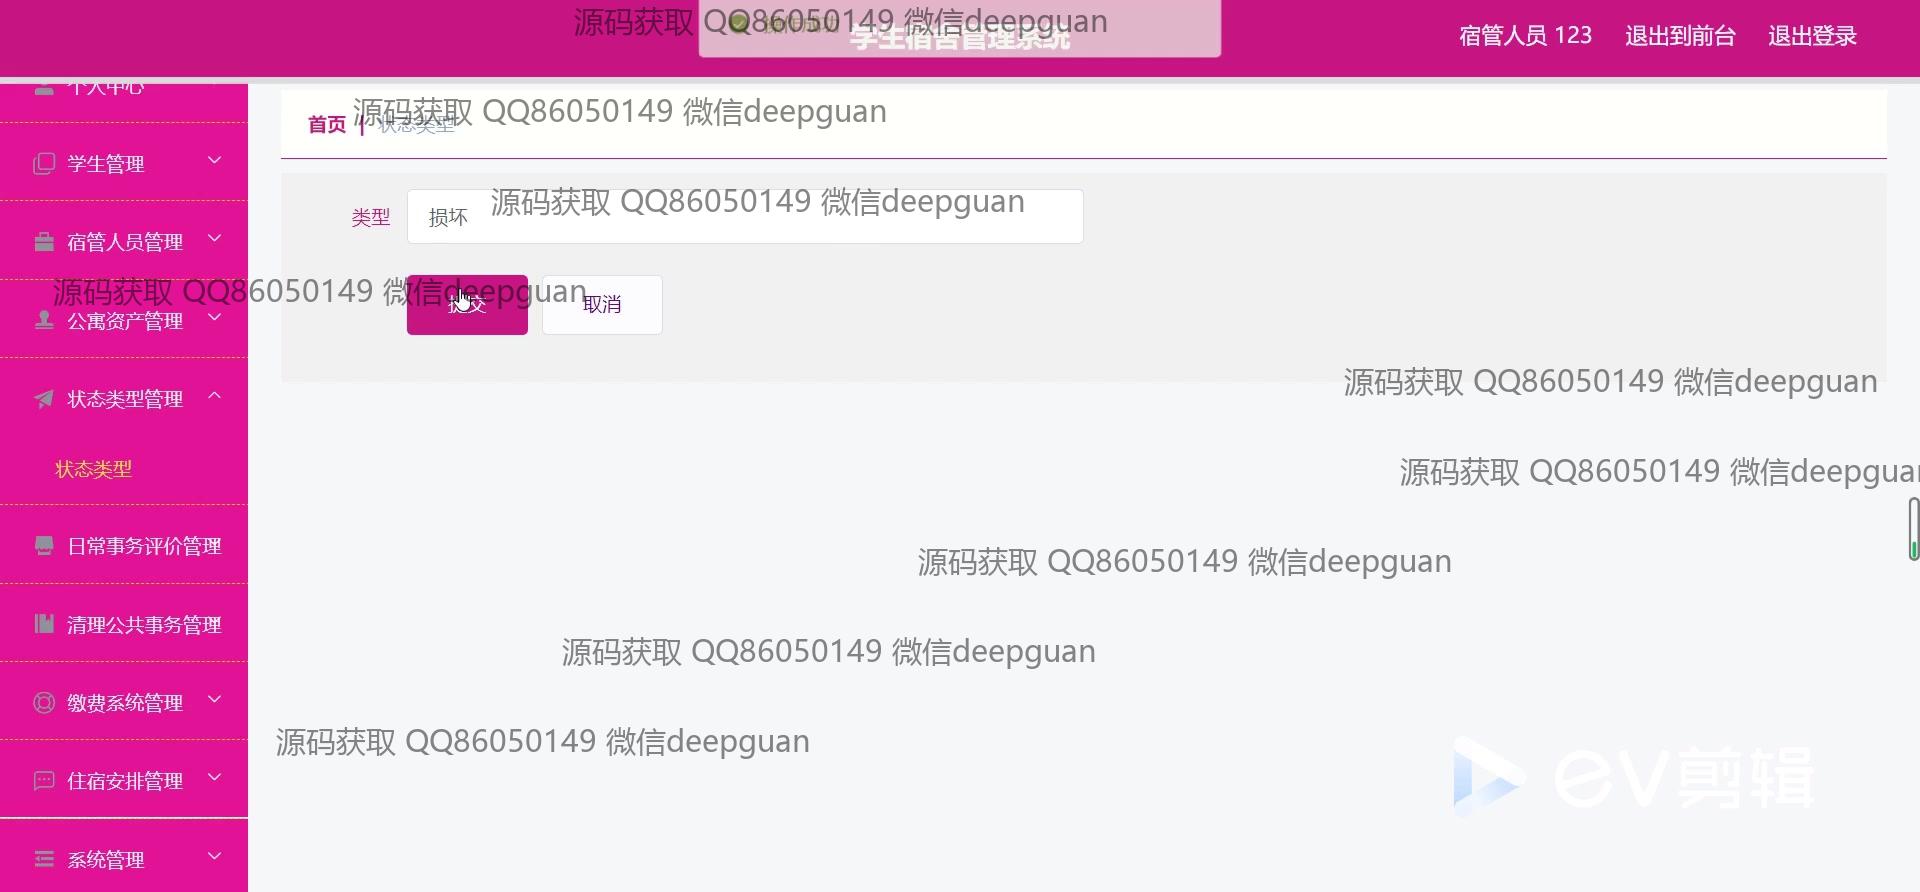 源码获取 QQ86050149 微信deepguan
操作成功
学生宿舍管理系统
宿管人员 123
退出到前台
退出登录
个人中心
源码获取 QQ86050149 微信deepguan
首页 | 状态类型
学生管理
源码获取 QQ86050149 微信deepguan
类型 损坏
宿管人员管理
源码获取 QQ86050149 微信deepguan
提交 取消
公寓资产管理
源码获取 QQ86050149 微信deepguan
状态类型管理
状态类型
源码获取 QQ86050149 微信deepguan
日常事务评价管理
源码获取 QQ86050149 微信deepguan
清理公共事务管理
源码获取 QQ86050149 微信deepguan
缴费系统管理
源码获取 QQ86050149 微信deepguan
住宿安排管理
EV剪辑
系统管理